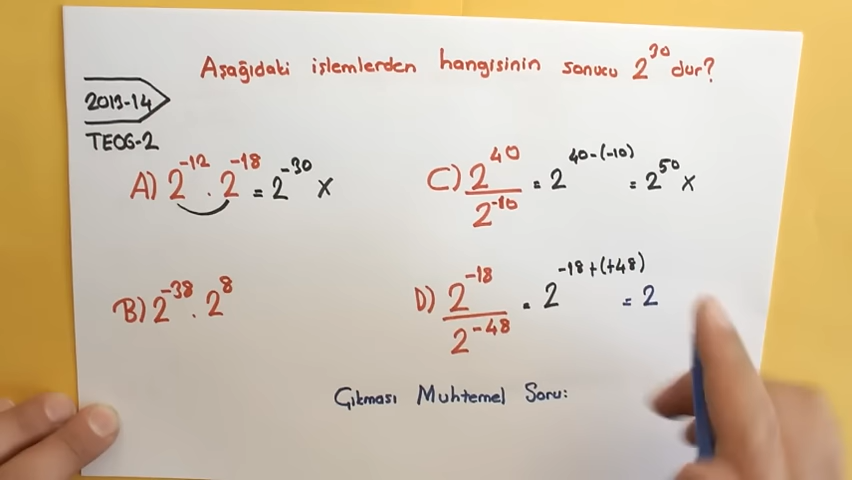 Aşağıdaki işlemlerden hangisinin sonucu 2^30 dur?
2013-14
TEOG-2
A) 2^-12 . 2^-18 = 2^-30 X
C) 2^40 / 2^-10 = 2^40-(-10) = 2^50 X
B) 2^-38 . 2^8
D) 2^-18 / 2^-48 = 2^-18+(+48) = 2
Çıkması Muhtemel Soru: